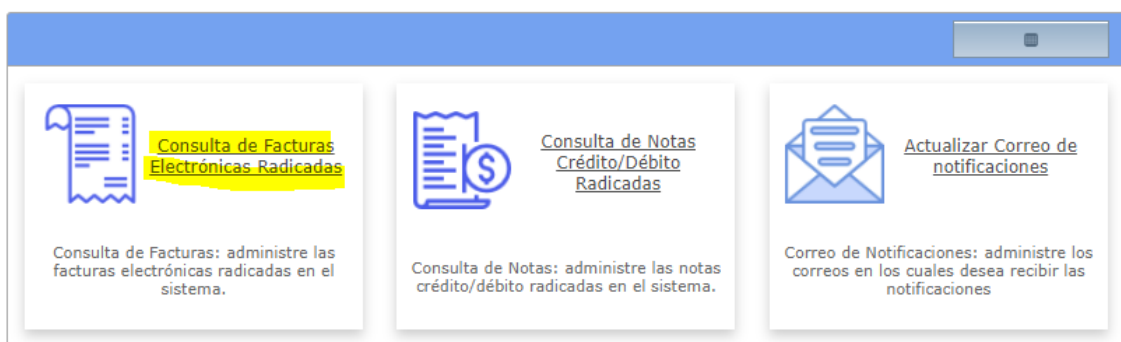 Consulta de Facturas
Electrónicas Radicadas
Consulta de Facturas: administre las
facturas electrónicas radicadas en el
sistema.
Consulta de Notas
Crédito/Débito
Radicadas
Consulta de Notas: administre las notas
crédito/débito radicadas en el sistema.
Actualizar Correo de
notificaciones
Correo de Notificaciones: administre los
correos en los cuales desea recibir las
notificaciones